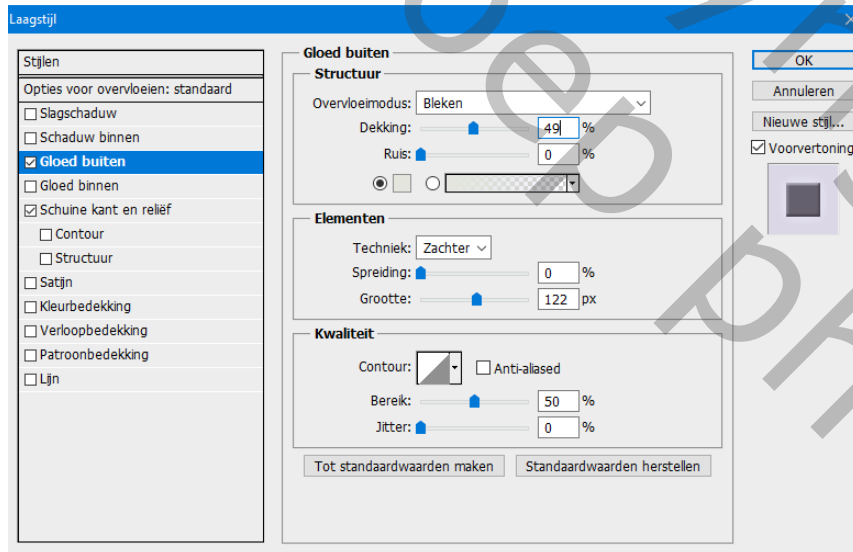 Laagstijl
Stijlen
Opties voor overvloeien: standaard
Slagschaduw
Schaduw binnen
Gloed buiten
Gloed binnen
Schuine kant en reliëf
Contour
Structuur
Satijn
Kleurbedekking
Verloopbedekking
Patroonbedekking
Lijn
Gloed buiten
Structuur
Overvloeimodus: Bleken
Dekking: 49 %
Ruis: 0 %
Elementen
Techniek: Zachter
Spreiding: 0 %
Grootte: 122 px
Kwaliteit
Contour: Anti-aliased
Bereik: 50 %
Jitter: 0 %
Tot standaardwaarden maken Standaardwaarden herstellen
OK
Annuleren
Nieuwe stijl...
Voorvertoning